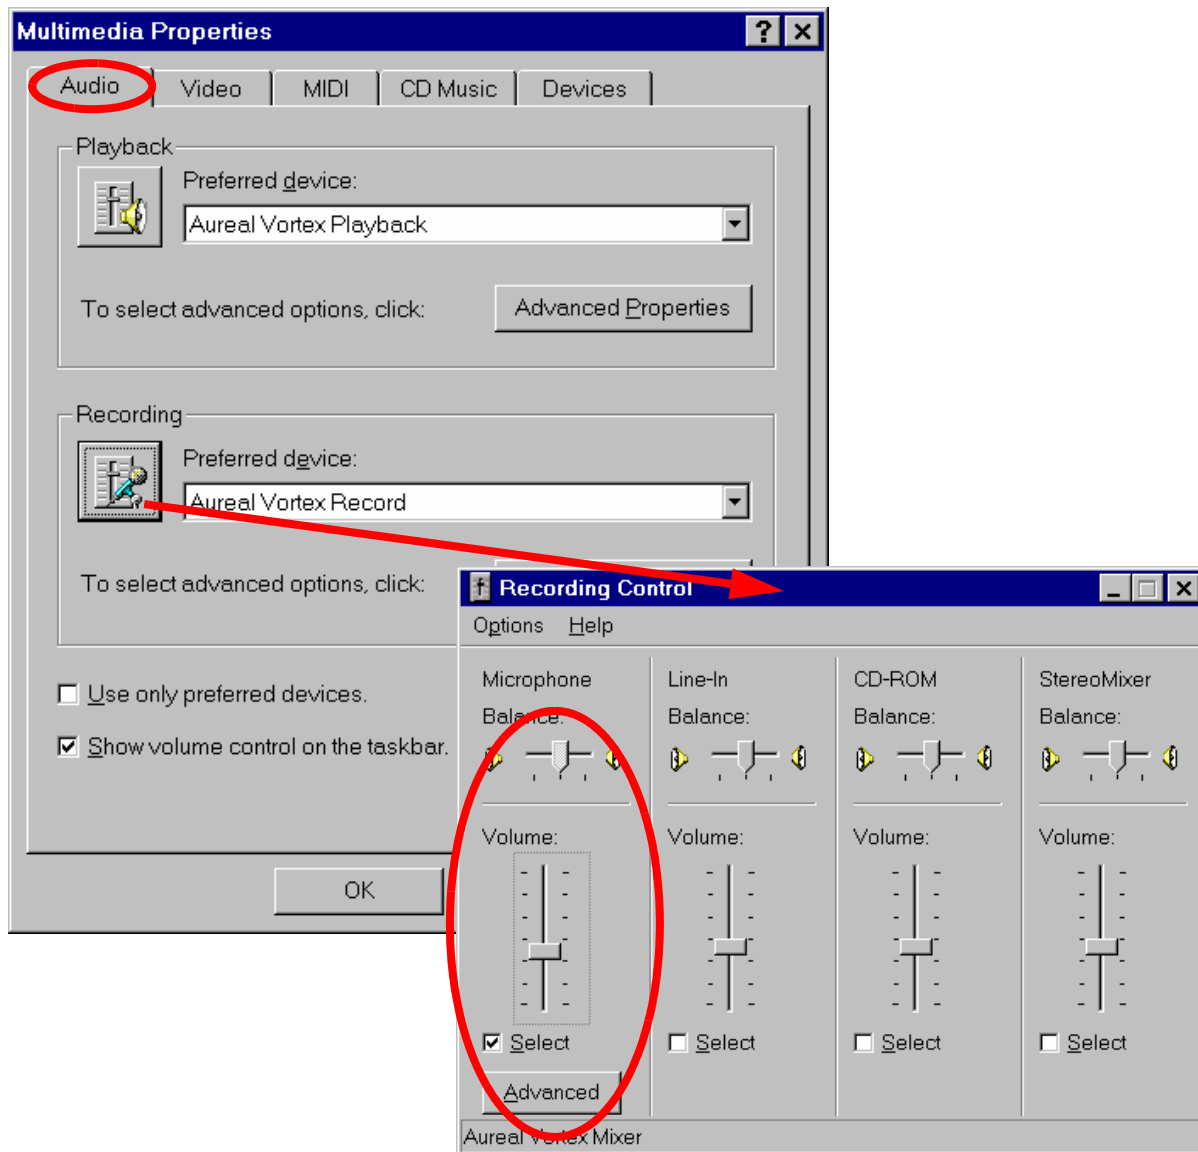 Multimedia Properties
Audio Video MIDI CD Music Devices
Playback
Preferred device:
Aureal Vortex Playback
To select advanced options, click: Advanced Properties
Recording
Preferred device:
Aureal Vortex Record
To select advanced options, click:
Use only preferred devices.
Show volume control on the taskbar.
OK
Recording Control
Options Help
Microphone Line-In CD-ROM StereoMixer
Balance: Balance: Balance: Balance:
Volume: Volume: Volume: Volume:
Select Select Select Select
Advanced
Aureal Vortex Mixer